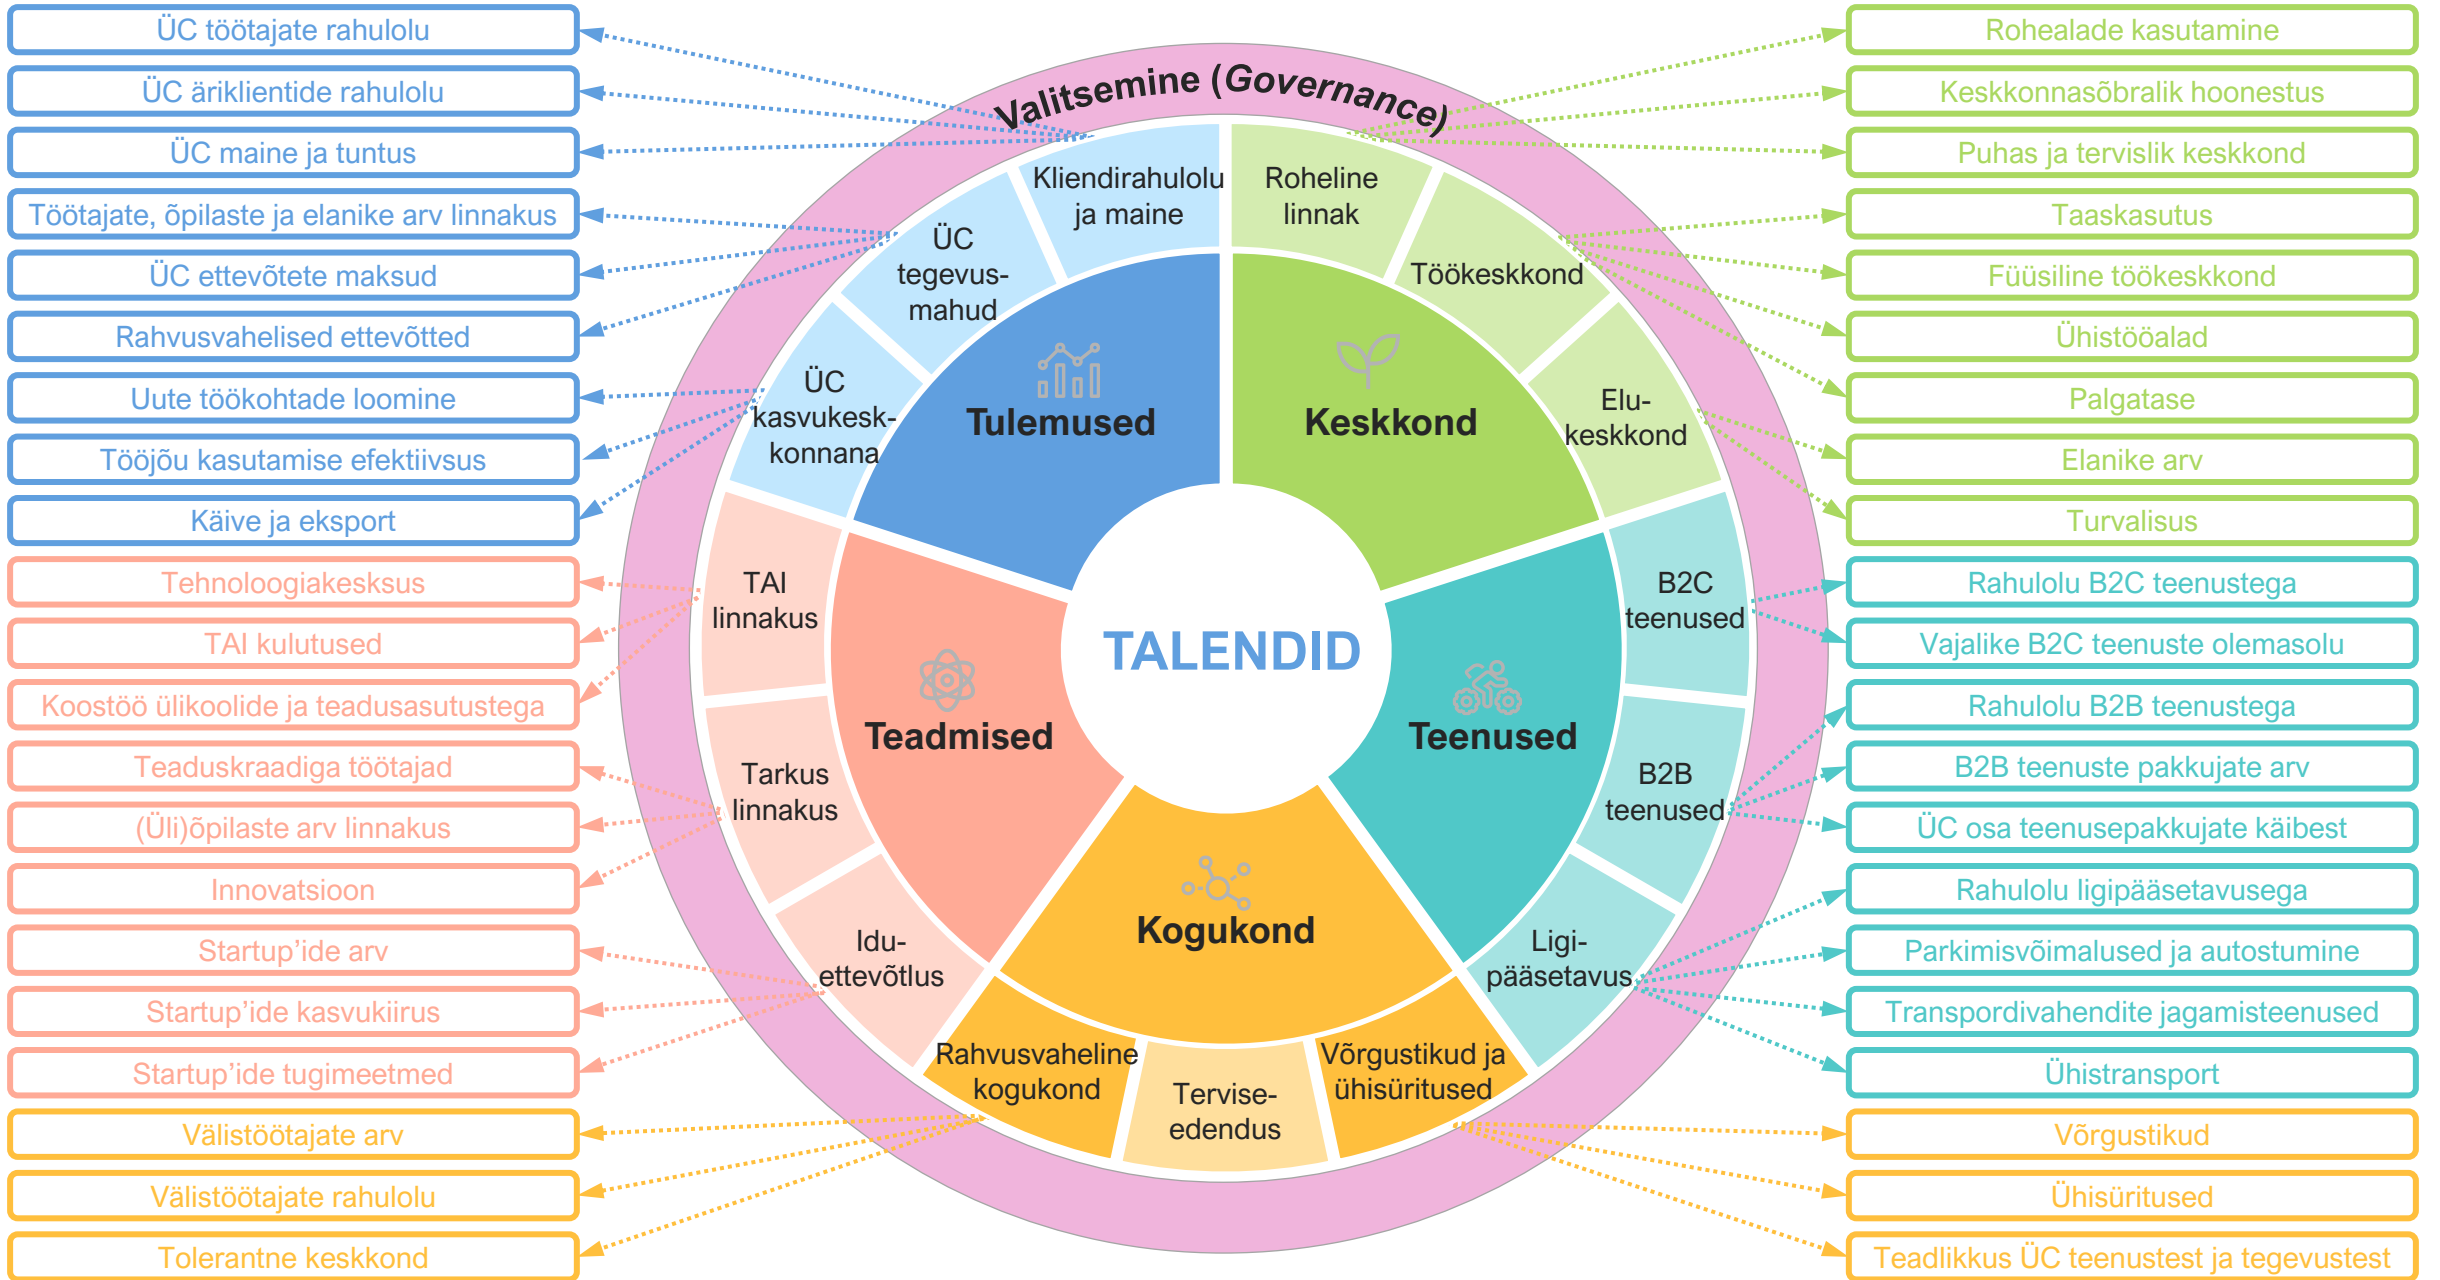 ÜC töötajate rahulolu
ÜC äriklientide rahulolu
ÜC maine ja tuntus
Töötajate, õpilaste ja elanike arv linnakus
ÜC ettevõtete maksud
Rahvusvahelised ettevõtted
Uute töökohtade loomine
Tööjõu kasutamise efektiivsus
Käive ja eksport
Tehnoloogiakesksus
TAI kulutused
Koostöö ülikoolide ja teadusasutustega
Teaduskraadiga töötajad
(Üli)õpilaste arv linnakus
Innovatsioon
Startup’ide arv
Startup’ide kasvukiirus
Startup’ide tugimeetmed
Välistöötajate arv
Välistöötajate rahulolu
Tolerantne keskkond
Valitsemine (Governance)
Kliendirahulolu
ja maine
ÜC
tegevus-
mahud
ÜC
kasvukesk-
konnana
Tulemused
Roheline
linnak
Töökeskkond
Elu-
keskkond
Keskkond
TALENDID
TAI
linnakus
Tarkus
linnakus
Idu-
ettevõtlus
Teadmised
B2C
teenused
B2B
teenused
Ligi-
pääsetavus
Teenused
Kogukond
Rahvusvaheline
kogukond
Tervise-
edendus
Võrgustikud ja
ühisüritused
Rohealade kasutamine
Keskkonnasõbralik hoonestus
Puhas ja tervislik keskkond
Taaskasutus
Füüsiline töökeskkond
Ühistööalad
Palgatase
Elanike arv
Turvalisus
Rahulolu B2C teenustega
Vajalike B2C teenuste olemasolu
Rahulolu B2B teenustega
B2B teenuste pakkujate arv
ÜC osa teenusepakkujate käibest
Rahulolu ligipääsetavusega
Parkimisvõimalused ja autostumine
Transpordivahendite jagamisteenused
Ühistransport
Võrgustikud
Ühisüritused
Teadlikkus ÜC teenustest ja tegevustest